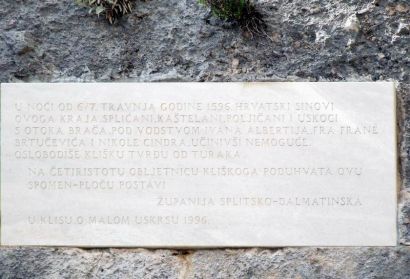 U NOĆI OD 6/7. TRAVNJA GODINE 1596. HRVATSKI SINOVI
OVOGA KRAJA, SPLIĆANI, KAŠTELANI, POLJIČANI I USKOCI
S OTOKA BRAČA, POD VODSTVOM IVANA ALBERTIJA, FRA FRANE
BRTUČEVIĆA I NIKOLE CINDRA, UČINIVŠI NEMOGUĆE,
OSLOBODIŠE KLIŠKU TVRĐU OD TURAKA.
NA ČETIRISTOTU OBLJETNICU KLIŠKOGA PODUHVATA OVU
SPOMEN-PLOČU POSTAVI
ŽUPANIJA SPLITSKO-DALMATINSKA
U KLISU, O MALOM USKRSU 1996.